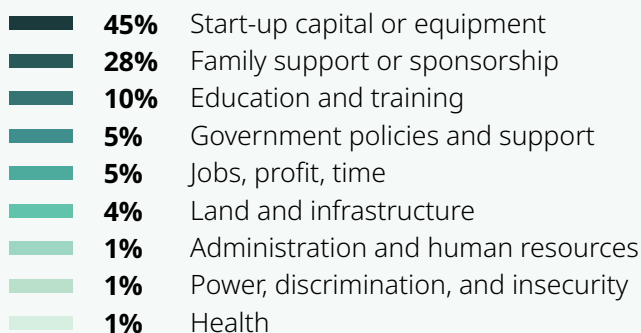 45% Start-up capital or equipment
28% Family support or sponsorship
10% Education and training
5% Government policies and support
5% Jobs, profit, time
4% Land and infrastructure
1% Administration and human resources
1% Power, discrimination, and insecurity
1% Health